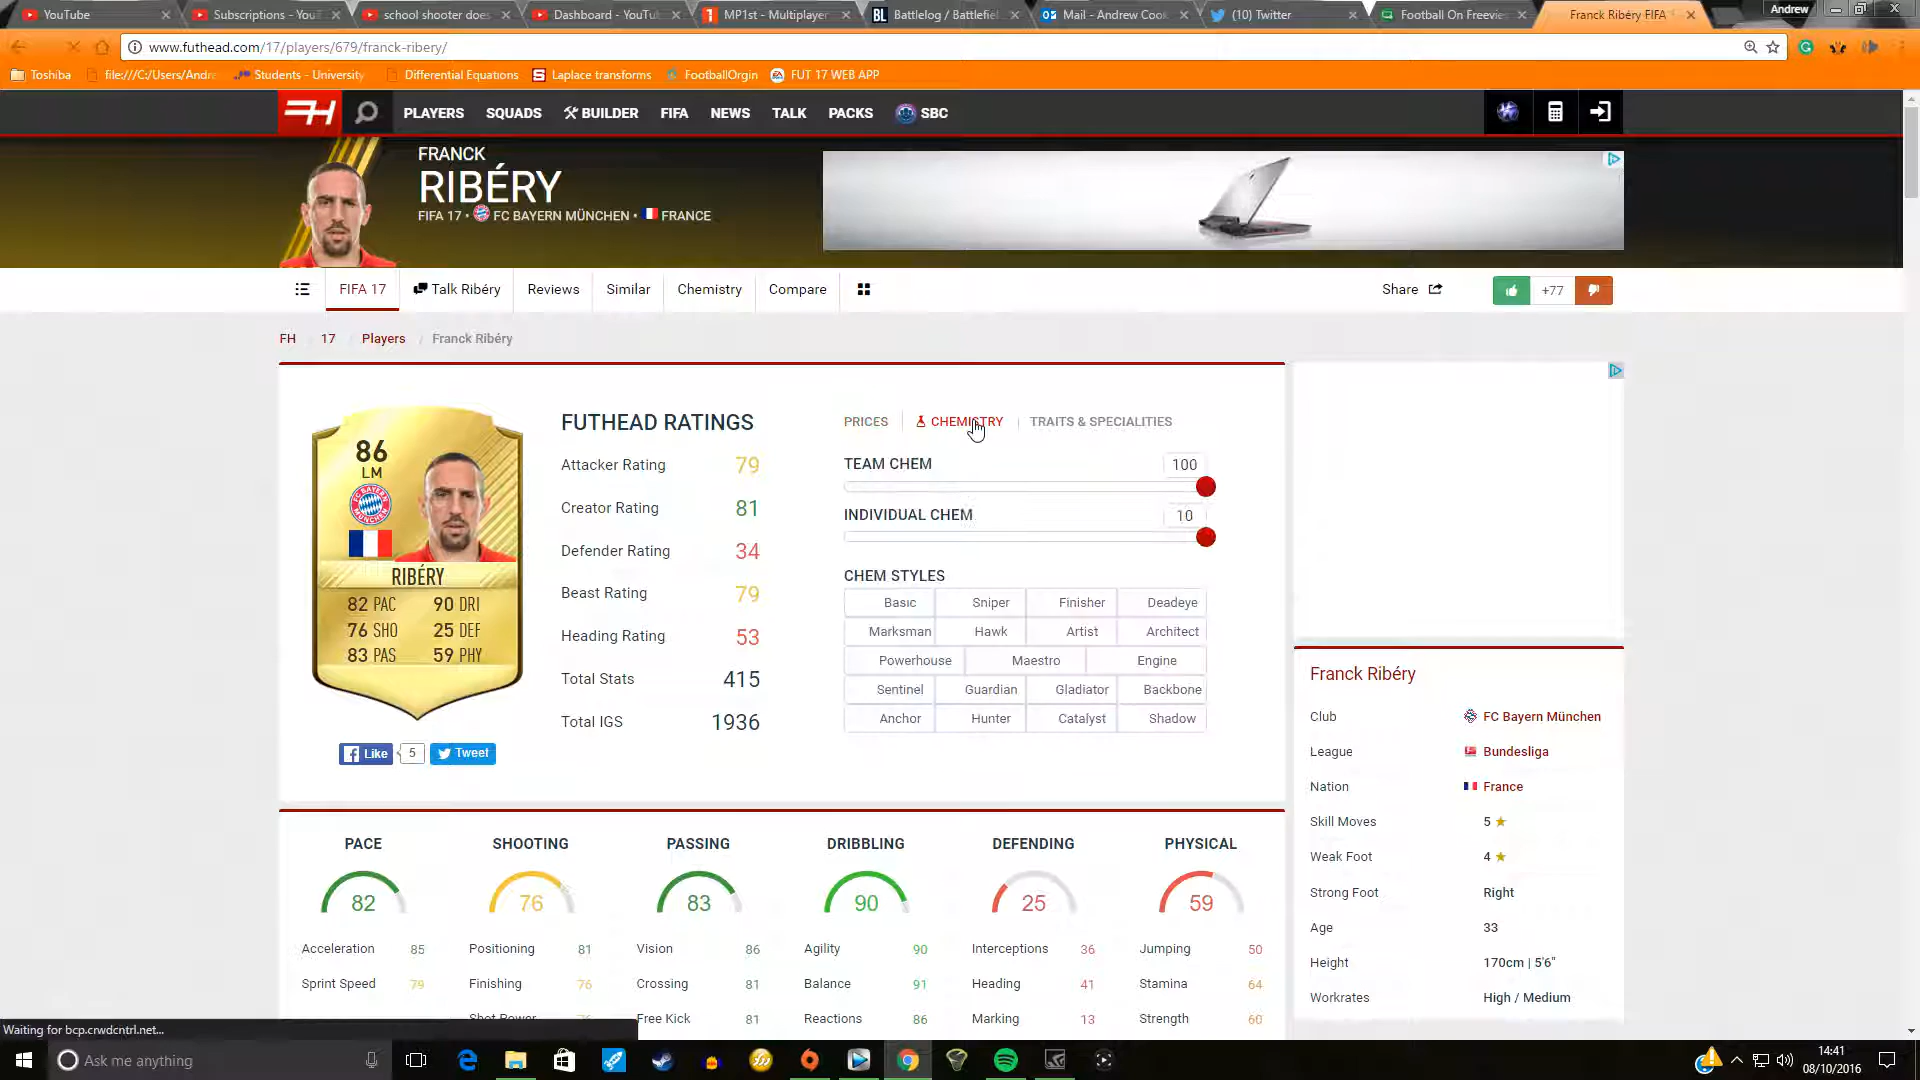 YouTube
Subscriptions - YouT
school shooter does
Dashboard - YouTu
MP1st - Multiplayer
Battlelog / Battlefiel
Mail - Andrew Cook
(10) Twitter
Football On Freevie
Franck Ribéry FIFA
Andrew
www.futhead.com/17/players/679/franck-ribery/
Toshiba
file:///C:/Users/Andr
Students - University
Differential Equations
Laplace transforms
FootballOrgin
FUT 17 WEB APP
FH
PLAYERS
SQUADS
BUILDER
FIFA
NEWS
TALK
PACKS
SBC
FRANCK
RIBÉRY
FIFA 17 • FC BAYERN MÜNCHEN • FRANCE
FIFA 17
Talk Ribéry
Reviews
Similar
Chemistry
Compare
Share
+77
FH / 17 / Players / Franck Ribéry
86
LM
RIBÉRY
82 PAC 90 DRI
76 SHO 25 DEF
83 PAS 59 PHY
Like
5
Tweet
FUTHEAD RATINGS
Attacker Rating 79
Creator Rating 81
Defender Rating 34
Beast Rating 79
Heading Rating 53
Total Stats 415
Total IGS 1936
PRICES
CHEMISTRY
TRAITS & SPECIALITIES
TEAM CHEM 100
INDIVIDUAL CHEM 10
CHEM STYLES
Basic Sniper Finisher Deadeye
Marksman Hawk Artist Architect
Powerhouse Maestro Engine
Sentinel Guardian Gladiator Backbone
Anchor Hunter Catalyst Shadow
Franck Ribéry
Club FC Bayern München
League Bundesliga
Nation France
Skill Moves 5
Weak Foot 4
Strong Foot Right
Age 33
Height 170cm | 5'6"
Workrates High / Medium
PACE SHOOTING PASSING DRIBBLING DEFENDING PHYSICAL
82 76 83 90 25 59
Acceleration 85 Positioning 81 Vision 86 Agility 90 Interceptions 36 Jumping 50
Sprint Speed 79 Finishing 76 Crossing 81 Balance 91 Heading 41 Stamina 64
Shot Power Free Kick 81 Reactions 86 Marking 13 Strength 60
Waiting for bcp.crwdcntrl.net...
Ask me anything
14:41
08/10/2016